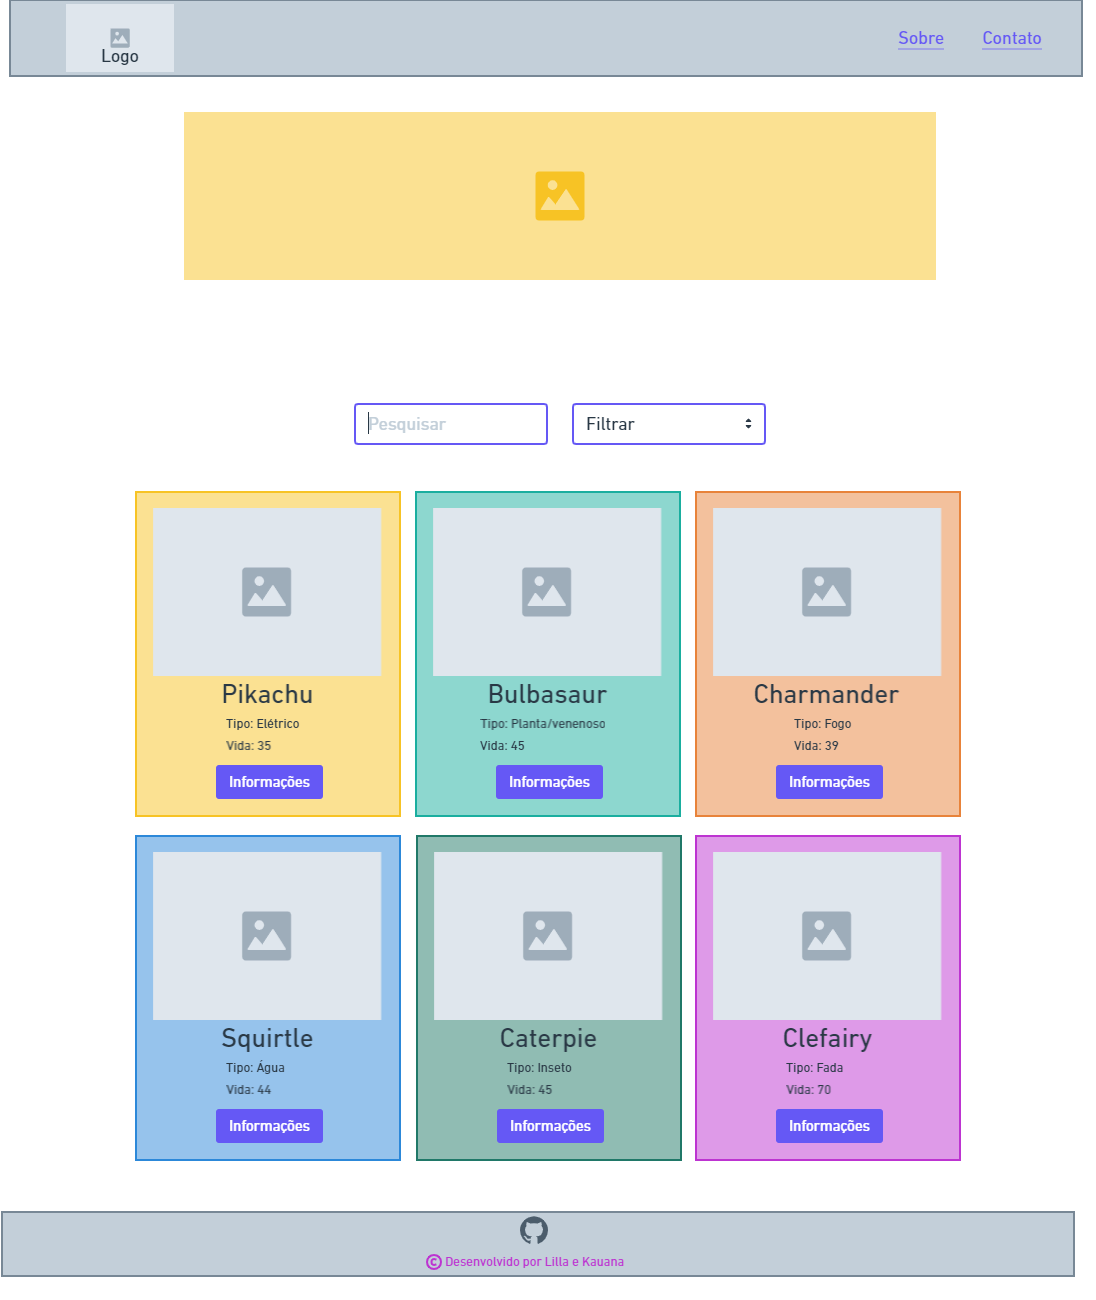 Logo
Sobre
Contato
Pesquisar
Filtrar
Pikachu
Tipo: Elétrico
Vida: 35
Informações
Bulbasaur
Tipo: Planta/venenoso
Vida: 45
Informações
Charmander
Tipo: Fogo
Vida: 39
Informações
Squirtle
Tipo: Água
Vida: 44
Informações
Caterpie
Tipo: Inseto
Vida: 45
Informações
Clefairy
Tipo: Fada
Vida: 70
Informações
© Desenvolvido por Lilla e Kauana